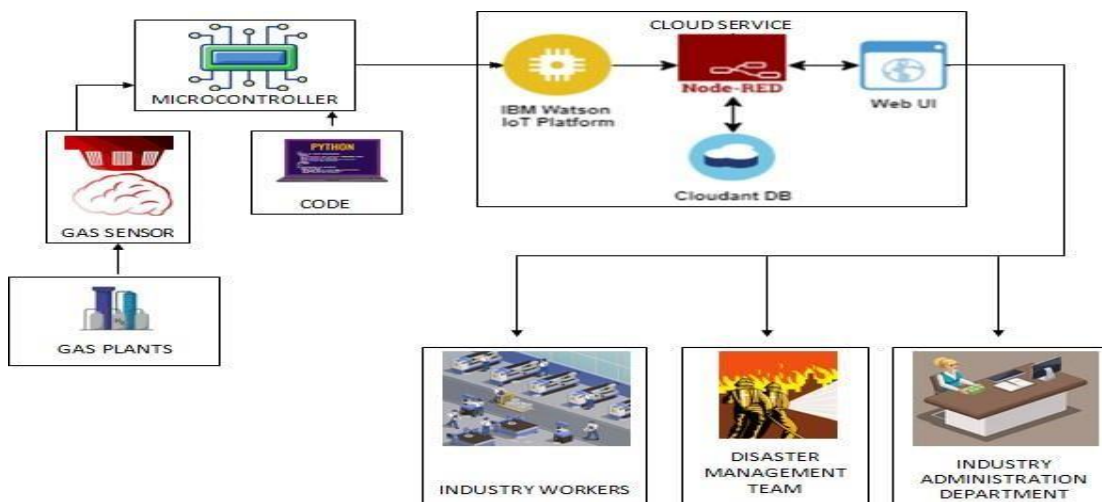 CLOUD SERVICE
MICROCONTROLLER
IBM Watson
IoT Platform
Node-RED
Web UI
PYTHON
CODE
Cloudant DB
GAS SENSOR
GAS PLANTS
INDUSTRY WORKERS
DISASTER
MANAGEMENT
TEAM
INDUSTRY
ADMINISTRATION
DEPARTMENT